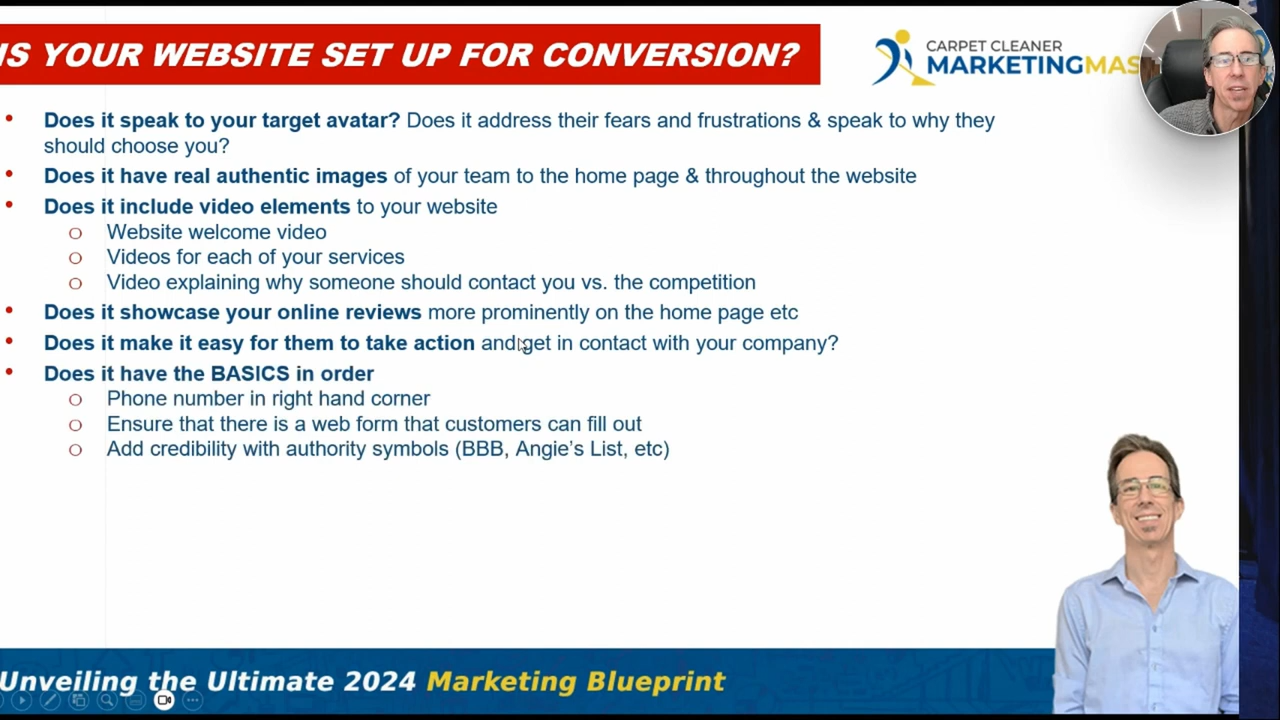 IS YOUR WEBSITE SET UP FOR CONVERSION?
CARPET CLEANER
MARKETINGMAS
Does it speak to your target avatar? Does it address their fears and frustrations & speak to why they
should choose you?
Does it have real authentic images of your team to the home page & throughout the website
Does it include video elements to your website
Website welcome video
Videos for each of your services
Video explaining why someone should contact you vs. the competition
Does it showcase your online reviews more prominently on the home page etc
Does it make it easy for them to take action and get in contact with your company?
Does it have the BASICS in order
Phone number in right hand corner
Ensure that there is a web form that customers can fill out
Add credibility with authority symbols (BBB, Angie's List, etc)
Unveiling the Ultimate 2024 Marketing Blueprint